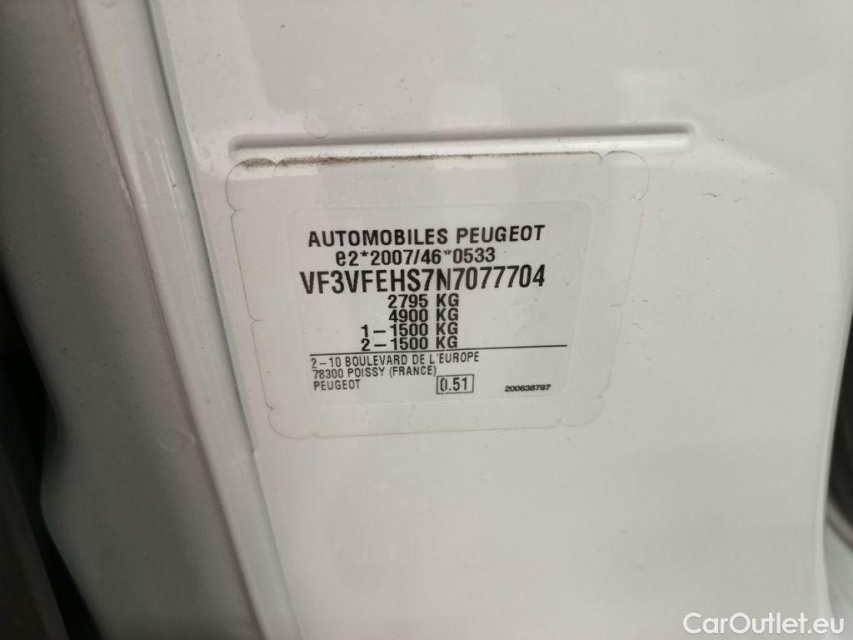 AUTOMOBILES PEUGEOT
e2*2007/46*0533
VF3VFEHS7N7077704
2795 KG
4900 KG
1-1500 KG
2-1500 KG
2-10 BOULEVARD DE L'EUROPE
78300 POISSY (FRANCE)
PEUGEOT 0.51 200638797
CarOutlet.eu